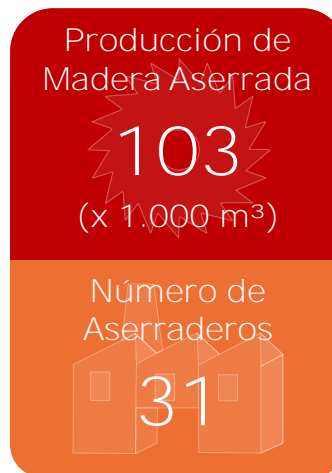 Producción de
Madera Aserrada
103
(x 1.000 m³)
Número de
Aserraderos
31